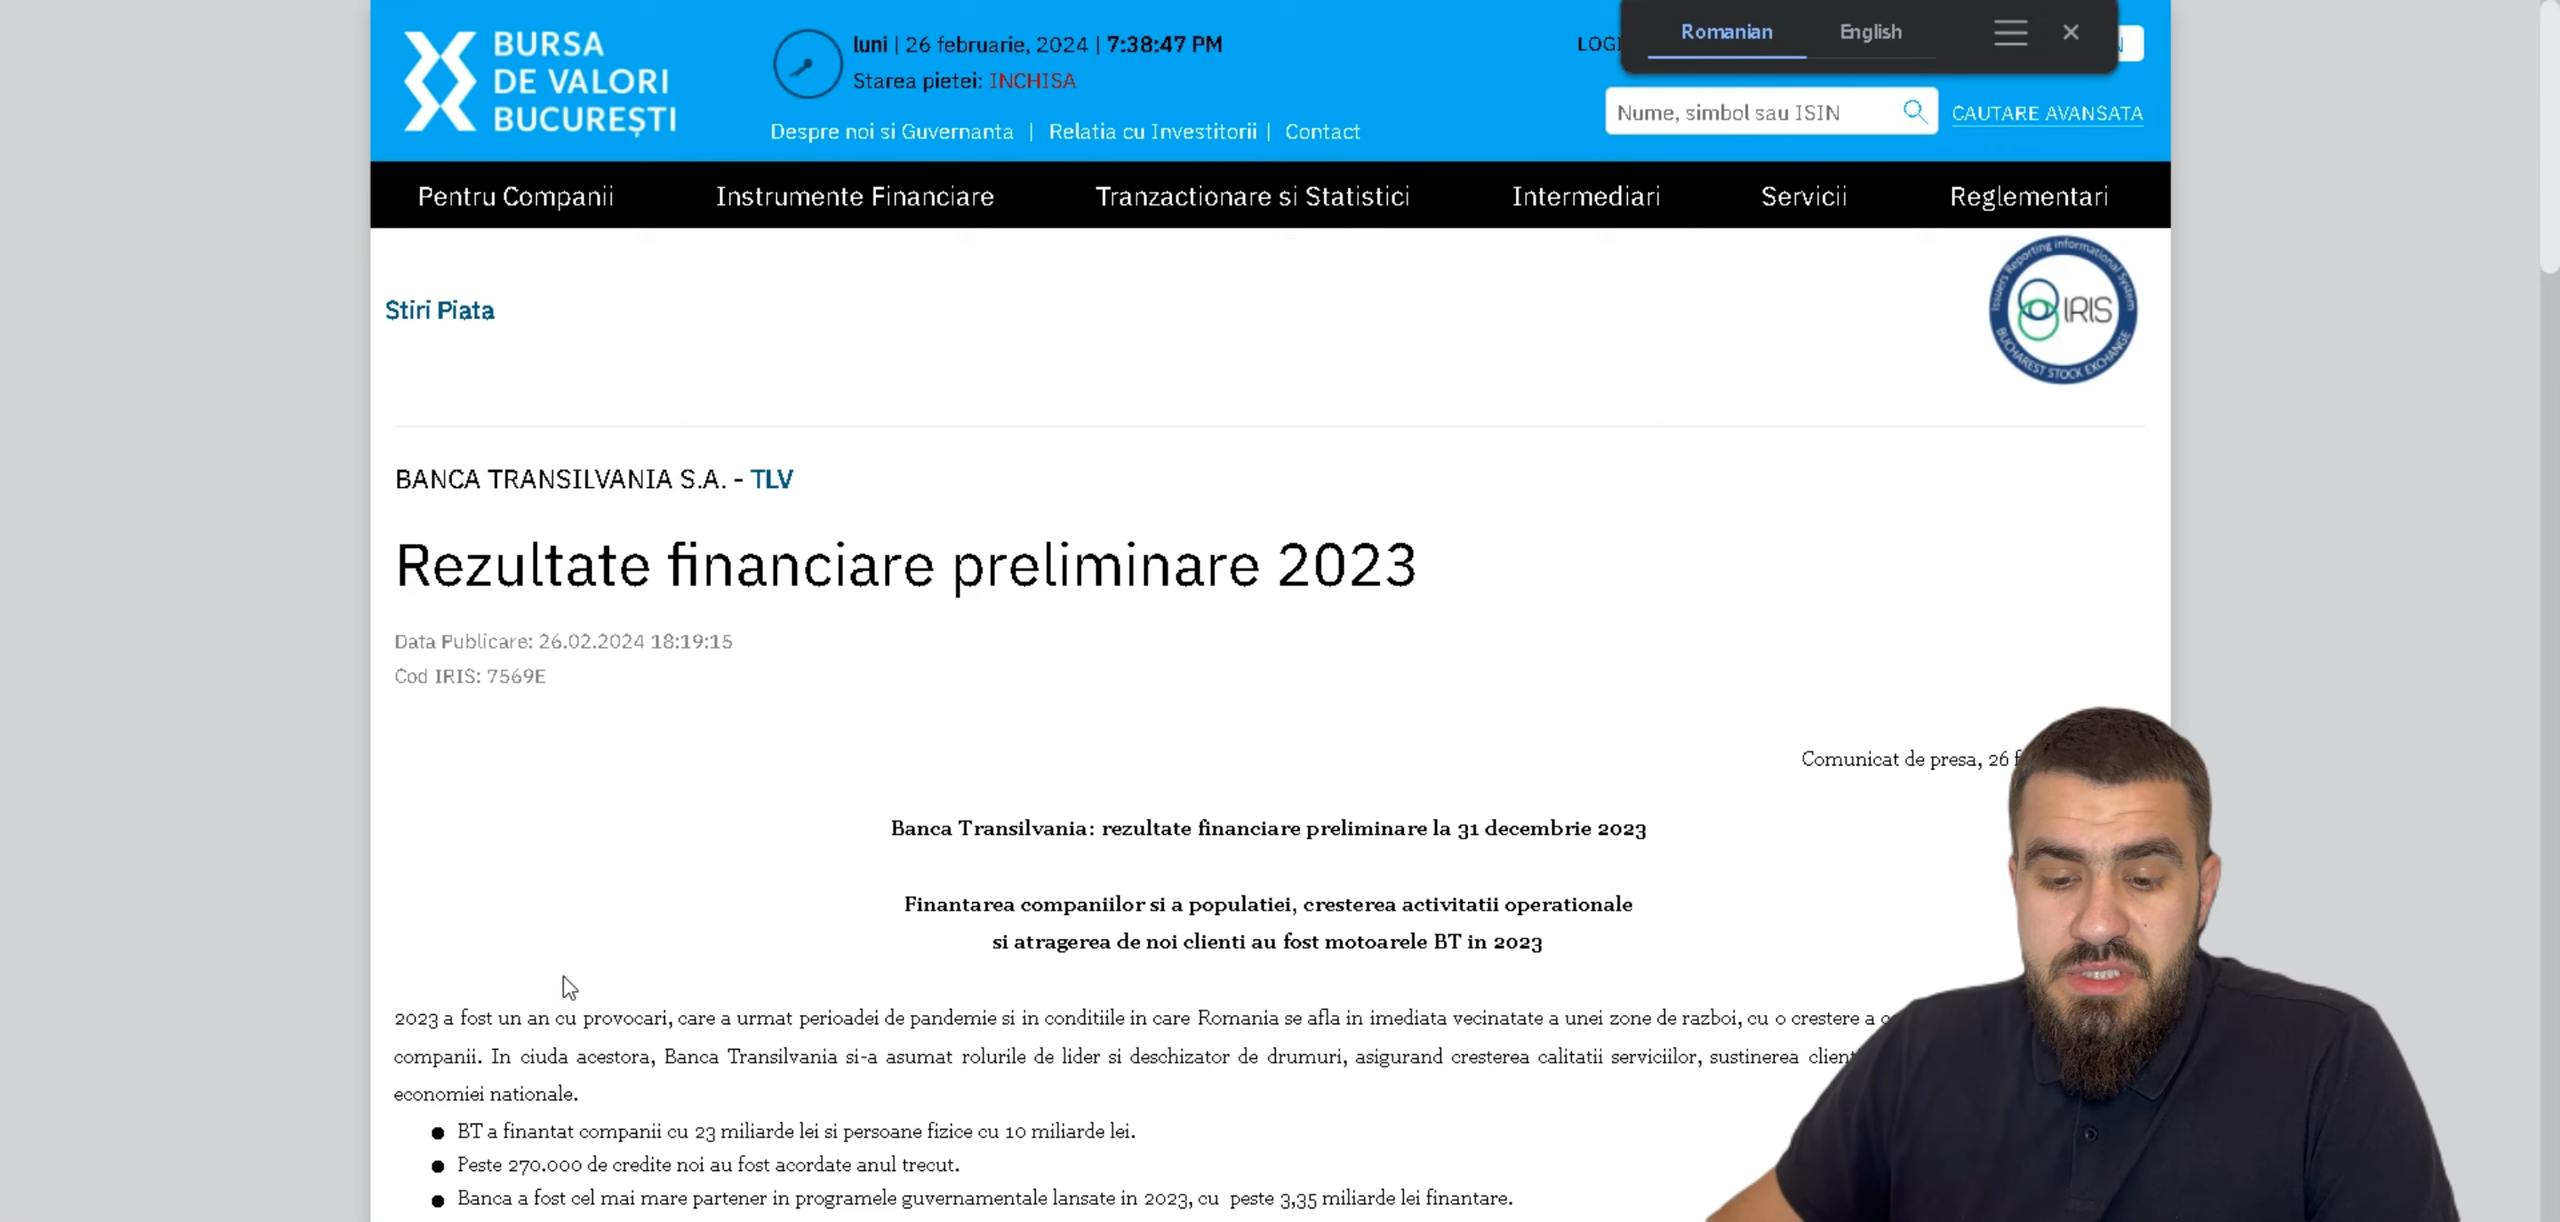 BURSA
DE VALORI
BUCUREȘTI
luni | 26 februarie, 2024 | 7:38:47 PM
Starea pietei: INCHISA
Despre noi si Guvernanta | Relatia cu Investitorii | Contact
Romanian English
Nume, simbol sau ISIN
CAUTARE AVANSATA
Pentru Companii Instrumente Financiare Tranzactionare si Statistici Intermediari Servicii Reglementari
Stiri Piata
Issuers Reporting Informational System
IRIS
BUCHAREST STOCK EXCHANGE
BANCA TRANSILVANIA S.A. - TLV
Rezultate financiare preliminare 2023
Data Publicare: 26.02.2024 18:19:15
Cod IRIS: 7569E
Comunicat de presa, 26
Banca Transilvania: rezultate financiare preliminare la 31 decembrie 2023
Finantarea companiilor si a populatiei, cresterea activitatii operationale
si atragerea de noi clienti au fost motoarele BT in 2023
2023 a fost un an cu provocari, care a urmat perioadei de pandemie si in conditiile in care Romania se afla in imediata vecinatate a unei zone de razboi, cu o crestere a
companii. In ciuda acestora, Banca Transilvania si-a asumat rolurile de lider si deschizator de drumuri, asigurand cresterea calitatii serviciilor, sustinerea
economiei nationale.
● BT a finantat companii cu 23 miliarde lei si persoane fizice cu 10 miliarde lei.
● Peste 270.000 de credite noi au fost acordate anul trecut.
● Banca a fost cel mai mare partener in programele guvernamentale lansate in 2023, cu peste 3,35 miliarde lei finantare.